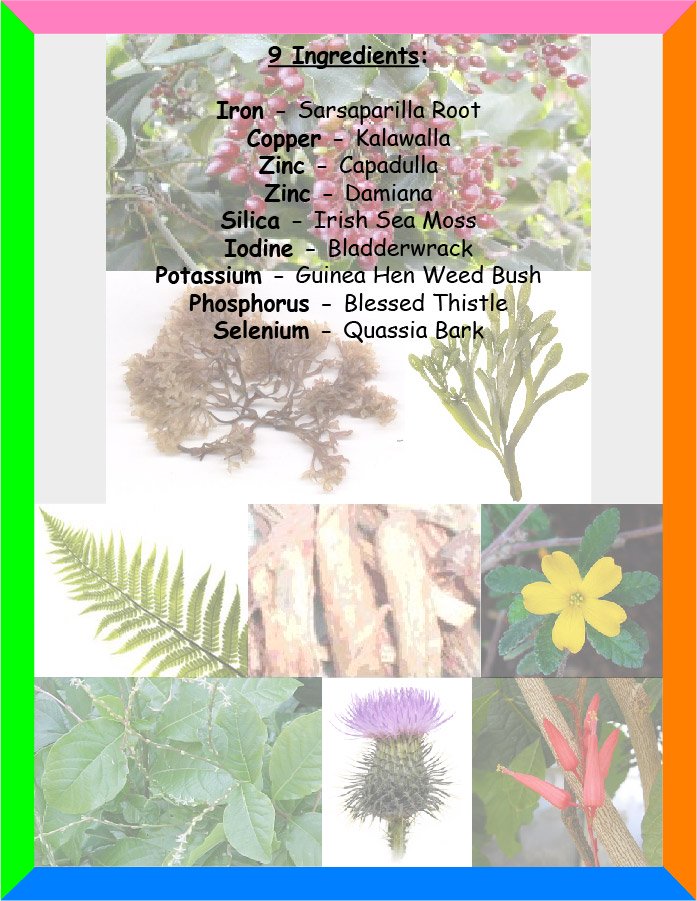 9 Ingredients:
Iron - Sarsaparilla Root
Copper - Kalawalla
Zinc - Capadulla
Zinc - Damiana
Silica - Irish Sea Moss
Iodine - Bladderwrack
Potassium - Guinea Hen Weed Bush
Phosphorus - Blessed Thistle
Selenium - Quassia Bark